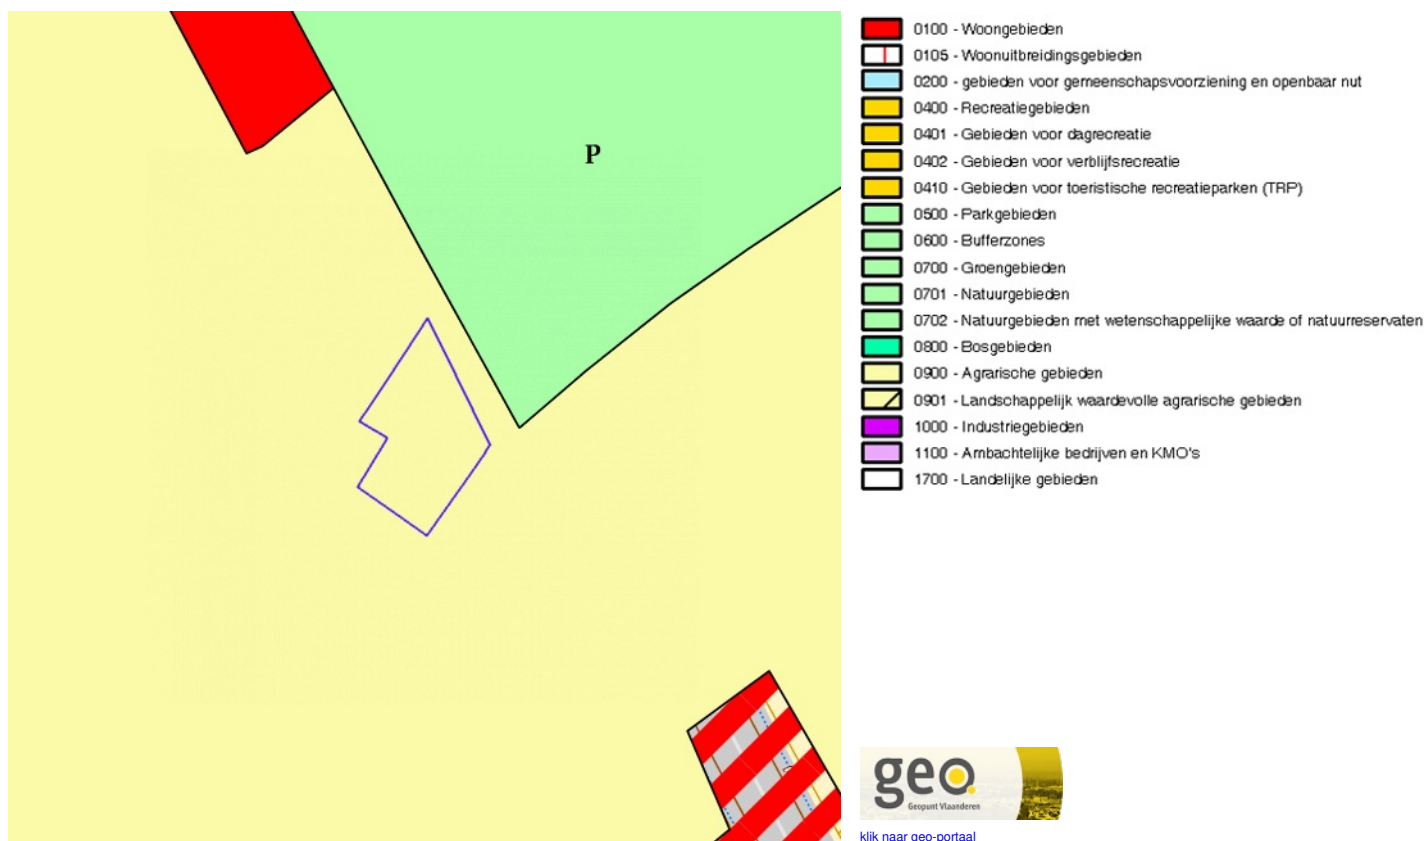 P
0100 - Woongebieden
0105 - Woonuitbreidingsgebieden
0200 - gebieden voor gemeenschapsvoorziening en openbaar nut
0400 - Recreatiegebieden
0401 - Gebieden voor dagrecreatie
0402 - Gebieden voor verblijfsrecreatie
0410 - Gebieden voor toeristische recreatieparken (TRP)
0500 - Parkgebieden
0600 - Bufferzones
0700 - Groengebieden
0701 - Natuurgebieden
0702 - Natuurgebieden met wetenschappelijke waarde of natuurreservaten
0800 - Bosgebieden
0900 - Agrarische gebieden
0901 - Landschappelijk waardevolle agrarische gebieden
1000 - Industriegebieden
1100 - Ambachtelijke bedrijven en KMO's
1700 - Landelijke gebieden
geo
Geopunt Vlaanderen
klik naar geo-portaal